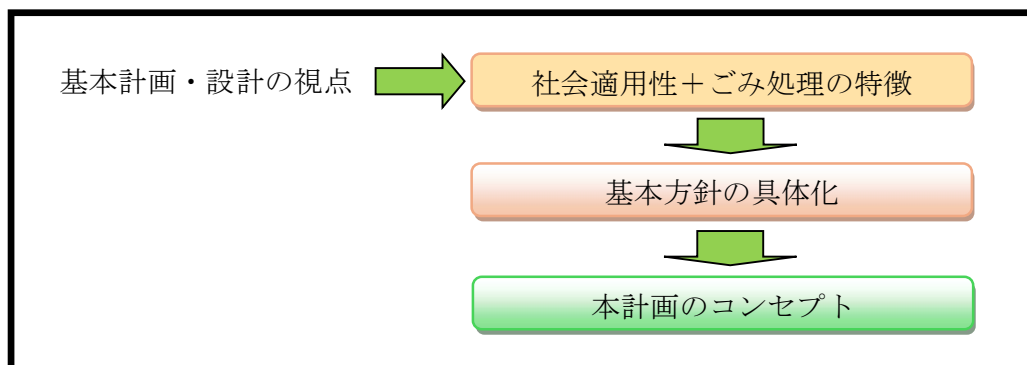 基本計画・設計の視点
社会適用性＋ごみ処理の特徴
基本方針の具体化
本計画のコンセプト